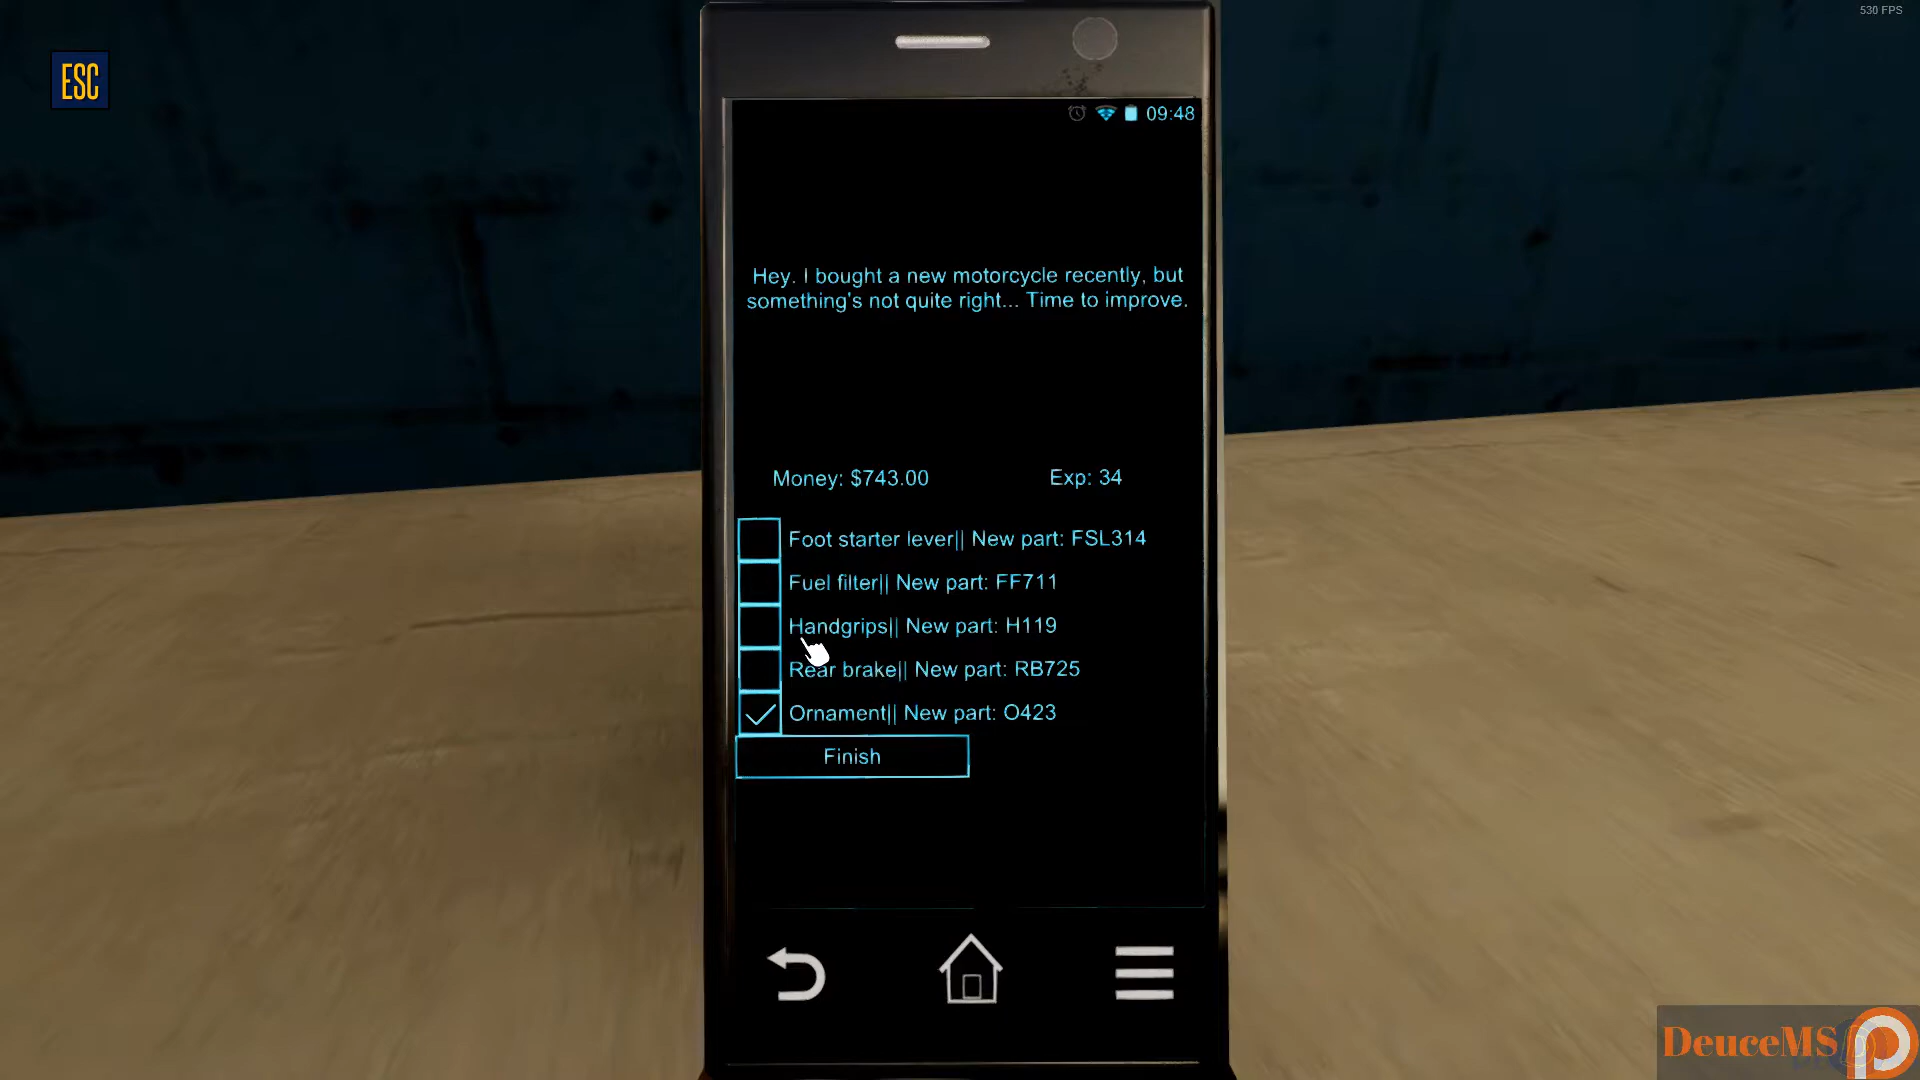 530 FPS
ESC
09:48
Hey. I bought a new motorcycle recently, but
something's not quite right... Time to improve.
Money: $743.00 Exp: 34
Foot starter lever|| New part: FSL314
Fuel filter|| New part: FF711
Handgrips|| New part: H119
Rear brake|| New part: RB725
Ornament|| New part: O423
Finish
DeuceMS